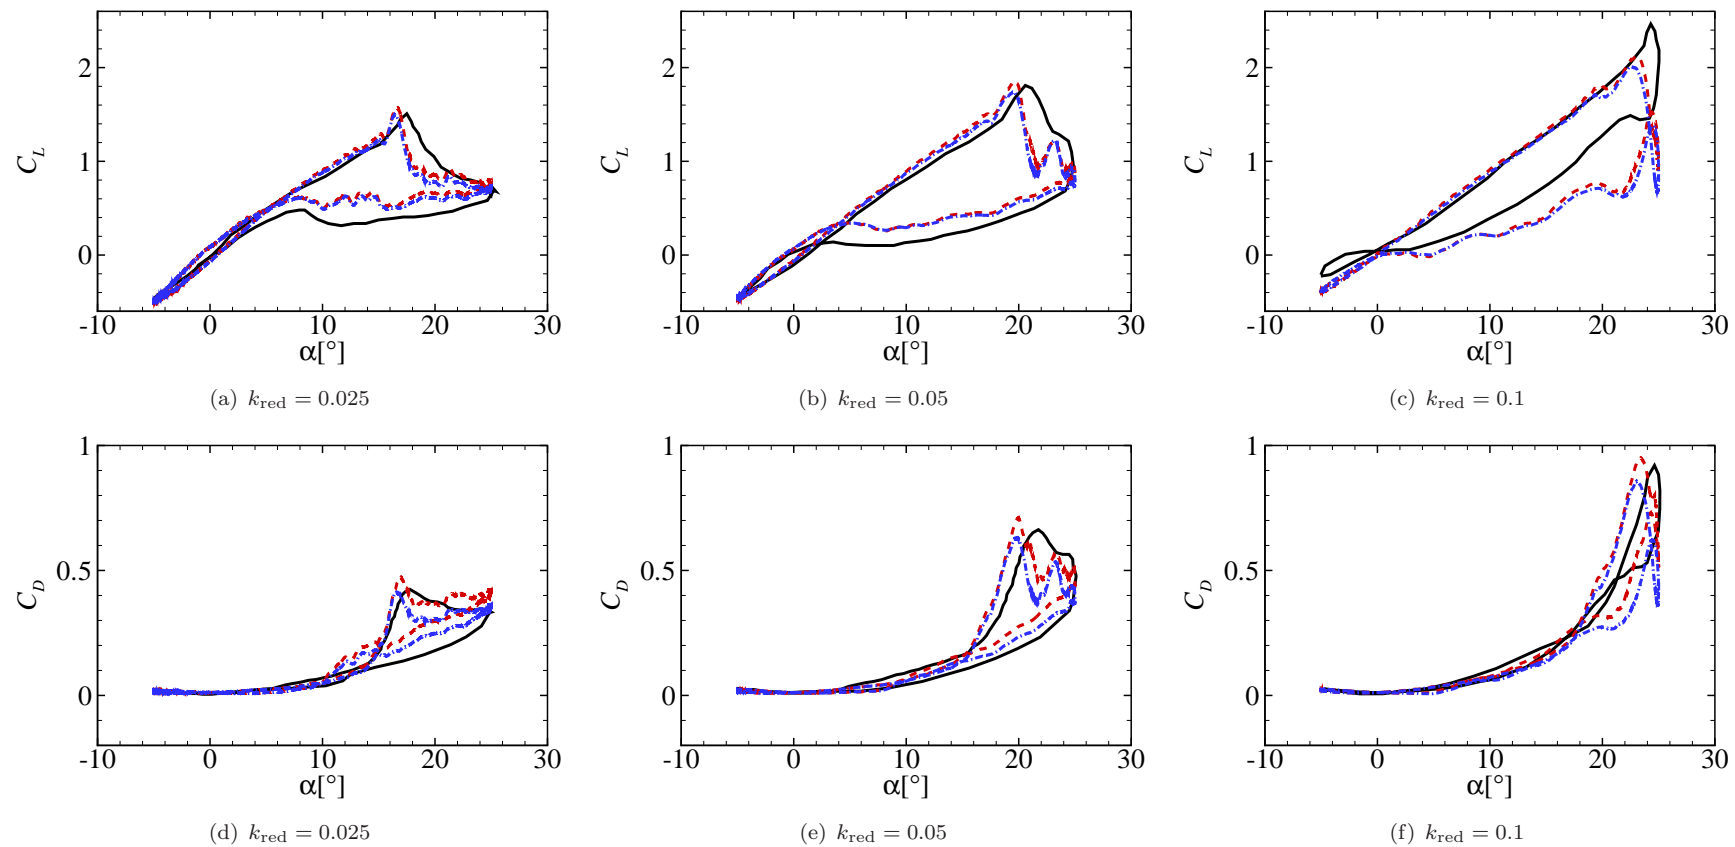 C_L
2
1
0
-10 0 10 20 30
α[°]
(a) k_red = 0.025
C_L
2
1
0
-10 0 10 20 30
α[°]
(b) k_red = 0.05
C_L
2
1
0
-10 0 10 20 30
α[°]
(c) k_red = 0.1
C_D
1
0.5
0
-10 0 10 20 30
α[°]
(d) k_red = 0.025
C_D
1
0.5
0
-10 0 10 20 30
α[°]
(e) k_red = 0.05
C_D
1
0.5
0
-10 0 10 20 30
α[°]
(f) k_red = 0.1